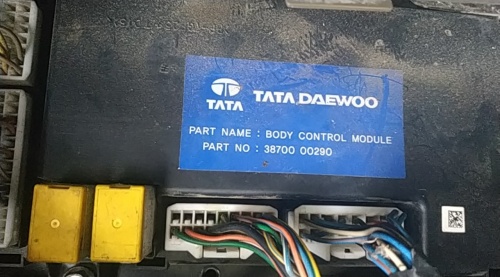 TATA TATA DAEWOO
PART NAME : BODY CONTROL MODULE
PART NO : 38700 00290